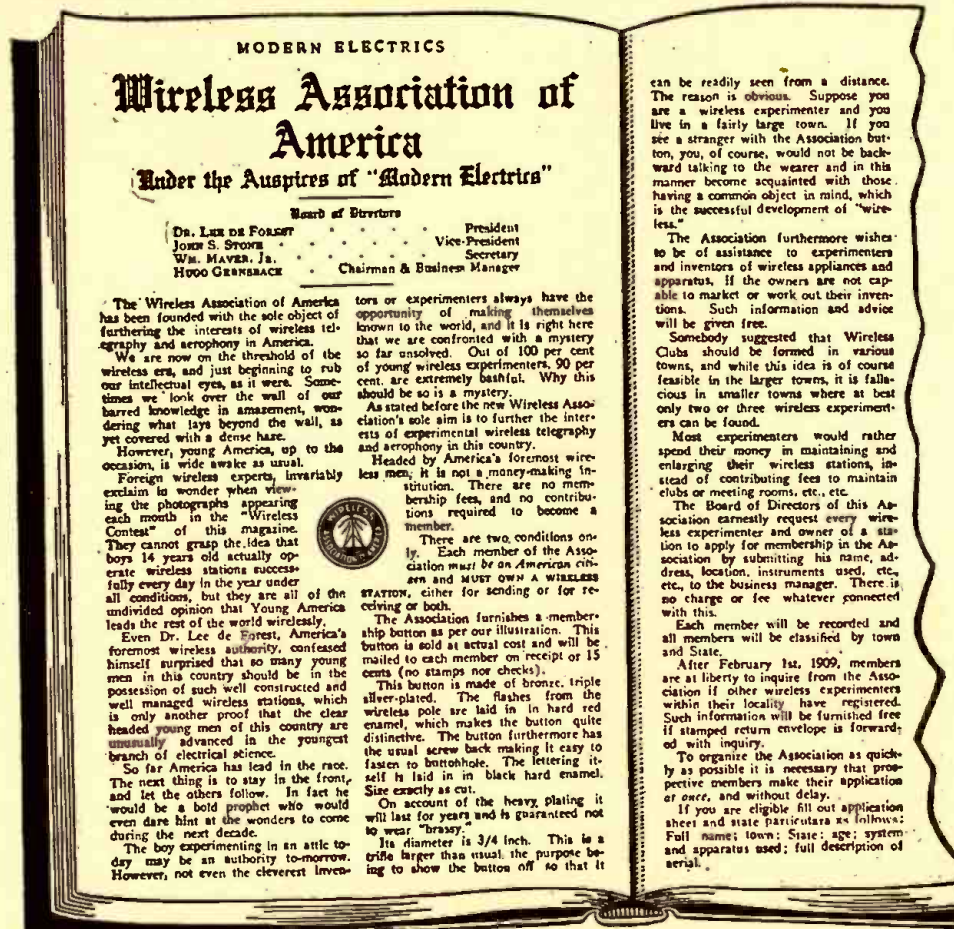 MODERN ELECTRICS
Wireless Association of
America
Under the Auspices of "Modern Electrics"
Board of Directors
DR. LEE DE FOREST . . . . . President
JOHN S. STONE . . . . . Vice-President
WM. MAVER, JR. . . . . . Secretary
HUGO GERNSBACK . Chairman & Business Manager
The Wireless Association of America
has been founded with the sole object of
furthering the interests of wireless tel-
egraphy and aerophony in America.
We are now on the threshold of the
wireless era, and just beginning to rub
our intellectual eyes, as it were. Some-
times we look over the wall of our
barred knowledge in amazement, won-
dering what lays beyond the wall, as
yet covered with a dense haze.
However, young America, up to the
occasion, is wide awake as usual.
Foreign wireless experts, invariably
exclaim in wonder when view-
ing the photographs appearing
each month in the "Wireless
Contest" of this magazine.
They cannot grasp the idea that
boys 14 years old actually op-
erate wireless stations success-
fully every day in the year under
all conditions, but they are all of the
undivided opinion that Young America
leads the rest of the world wirelessly.
Even Dr. Lee de Forest, America's
foremost wireless authority, confessed
himself surprised that so many young
men in this country should be in the
possession of such well constructed and
well managed wireless stations, which
is only another proof that the clear
headed young men of this country are
unusually advanced in the youngest
branch of electrical science.
So far America has lead in the race.
The next thing is to stay in the front,
and let the others follow. In fact he
would be a bold prophet who would
even dare hint at the wonders to come
during the next decade.
The boy experimenting in an attic to-
day may be an authority to-morrow.
However, not even the cleverest inven-
tors or experimenters always have the
opportunity of making themselves
known to the world, and it is right here
that we are confronted with a mystery
so far unsolved. Out of 100 per cent
of young wireless experimenters, 90 per
cent. are extremely bashful. Why this
should be so is a mystery.
As stated before the new Wireless Asso-
ciation's sole aim is to further the inter-
ests of experimental wireless telegraphy
and aerophony in this country.
Headed by America's foremost wire-
less men, it is not a money-making in-
stitution. There are no mem-
bership fees, and no contribu-
tions required to become a
member.
There are two conditions on-
ly. Each member of the Asso-
ciation must be an American citi-
zen and MUST OWN A WIRELESS
STATION, either for sending or for re-
ceiving or both.
The Association furnishes a member-
ship button as per our illustration. This
button is sold at actual cost and will be
mailed to each member on receipt or 15
cents (no stamps nor checks).
This button is made of bronze, triple
silver-plated. The flashes from the
wireless pole are laid in in hard red
enamel, which makes the button quite
distinctive. The button furthermore has
the usual screw back making it easy to
fasten to buttonhole. The lettering it-
self is laid in in black hard enamel.
Size exactly as cut.
On account of the heavy plating it
will last for years and is guaranteed not
to wear "brassy."
Its diameter is 3/4 inch. This is a
trifle larger than usual, the purpose be-
ing to show the button off so that it
WIRELESS
can be readily seen from a distance.
The reason is obvious. Suppose you
are a wireless experimenter and you
live in a fairly large town. If you
see a stranger with the Association but-
ton, you, of course, would not be back-
ward talking to the wearer and in this
manner become acquainted with those
having a common object in mind, which
is the successful development of "wire-
less."
The Association furthermore wishes
to be of assistance to experimenters
and inventors of wireless appliances and
apparatus, if the owners are not cap-
able to market or work out their inven-
tions. Such information and advice
will be given free.
Somebody suggested that Wireless
Clubs should be formed in various
towns, and while this idea is of course
feasible in the larger towns, it is falla-
cious in smaller towns where at best
only two or three wireless experiment-
ers can be found.
Most experimenters would rather
spend their money in maintaining and
enlarging their wireless stations, in-
stead of contributing fees to maintain
clubs or meeting rooms, etc., etc.
The Board of Directors of this As-
sociation earnestly request every wire-
less experimenter and owner of a sta-
tion to apply for membership in the As-
sociation by submitting his name, ad-
dress, location, instruments used, etc.,
etc., to the business manager. There is
no charge or fee whatever connected
with this.
Each member will be recorded and
all members will be classified by town
and State.
After February 1st, 1909, members
are at liberty to inquire from the Asso-
ciation if other wireless experimenters
within their locality have registered.
Such information will be furnished free
if stamped return envelope is forward-
ed with inquiry.
To organize the Association as quick-
ly as possible it is necessary that pros-
pective members make their application
at once, and without delay.
If you are eligible fill out application
sheet and state particulars as follows:
Full name; town; State; age; system
and apparatus used; full description of
aerial.